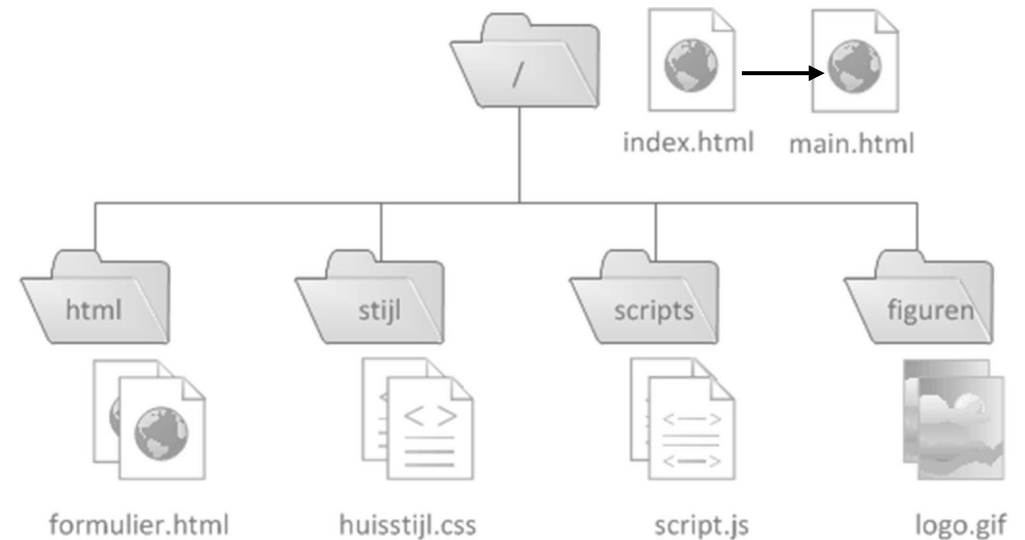 /
index.html main.html
html stijl scripts figuren
< >
<—>
<—>
formulier.html huisstijl.css script.js logo.gif